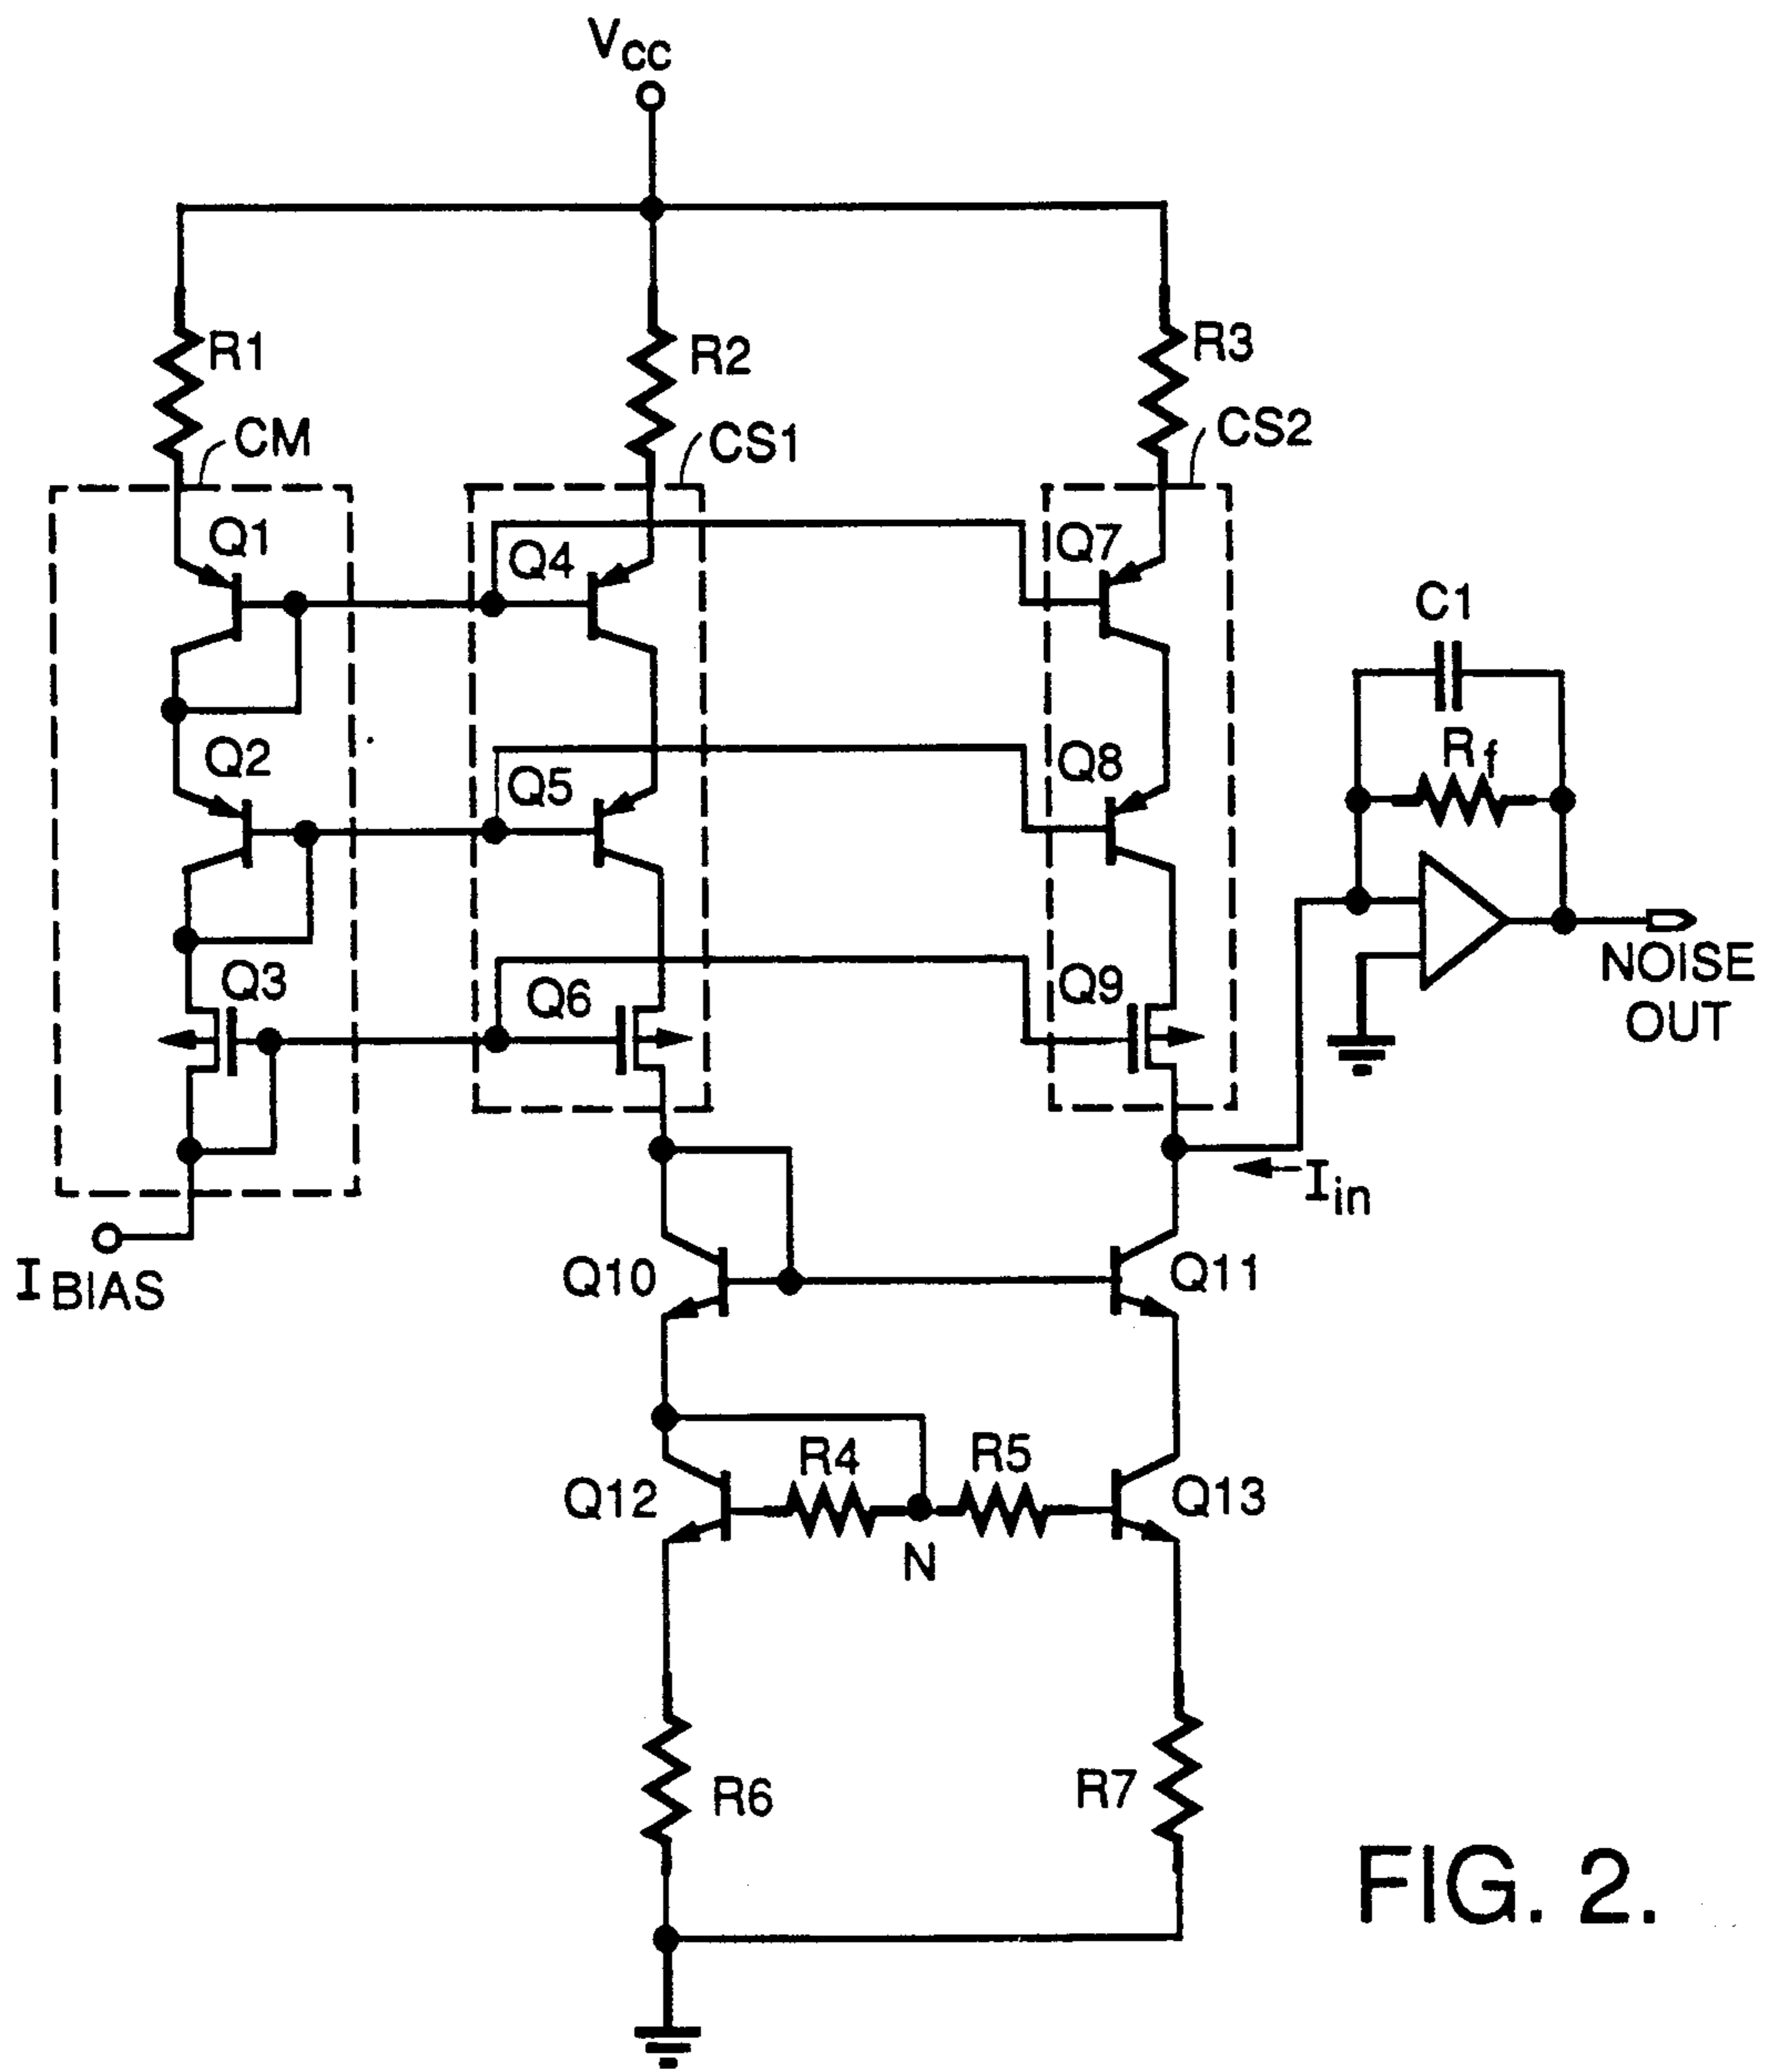 VCC
R1
R2
R3
CM
CS1
CS2
Q1
Q4
Q7
C1
Q2
Q5
Q8
Rf
Q3
Q6
Q9
NOISE
OUT
Iin
IBIAS
Q10
Q11
R4
R5
Q12
Q13
N
R6
R7
FIG. 2.